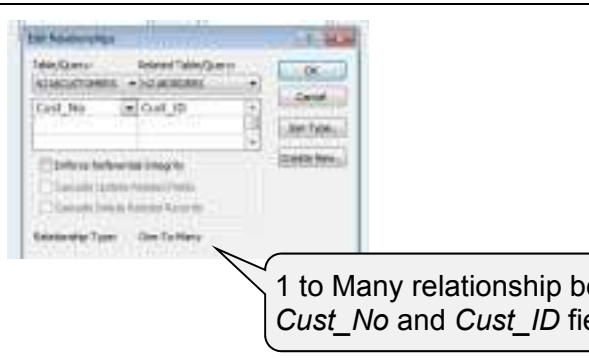 Edit Relationships
Table/Query: Related Table/Query:
Cust_No Cust_ID
OK
Cancel
Join Type..
Create New..
Enforce Referential Integrity
Cascade Update Related Fields
Cascade Delete Related Records
Relationship Type: One-To-Many
1 to Many relationship be
Cust_No and Cust_ID fie